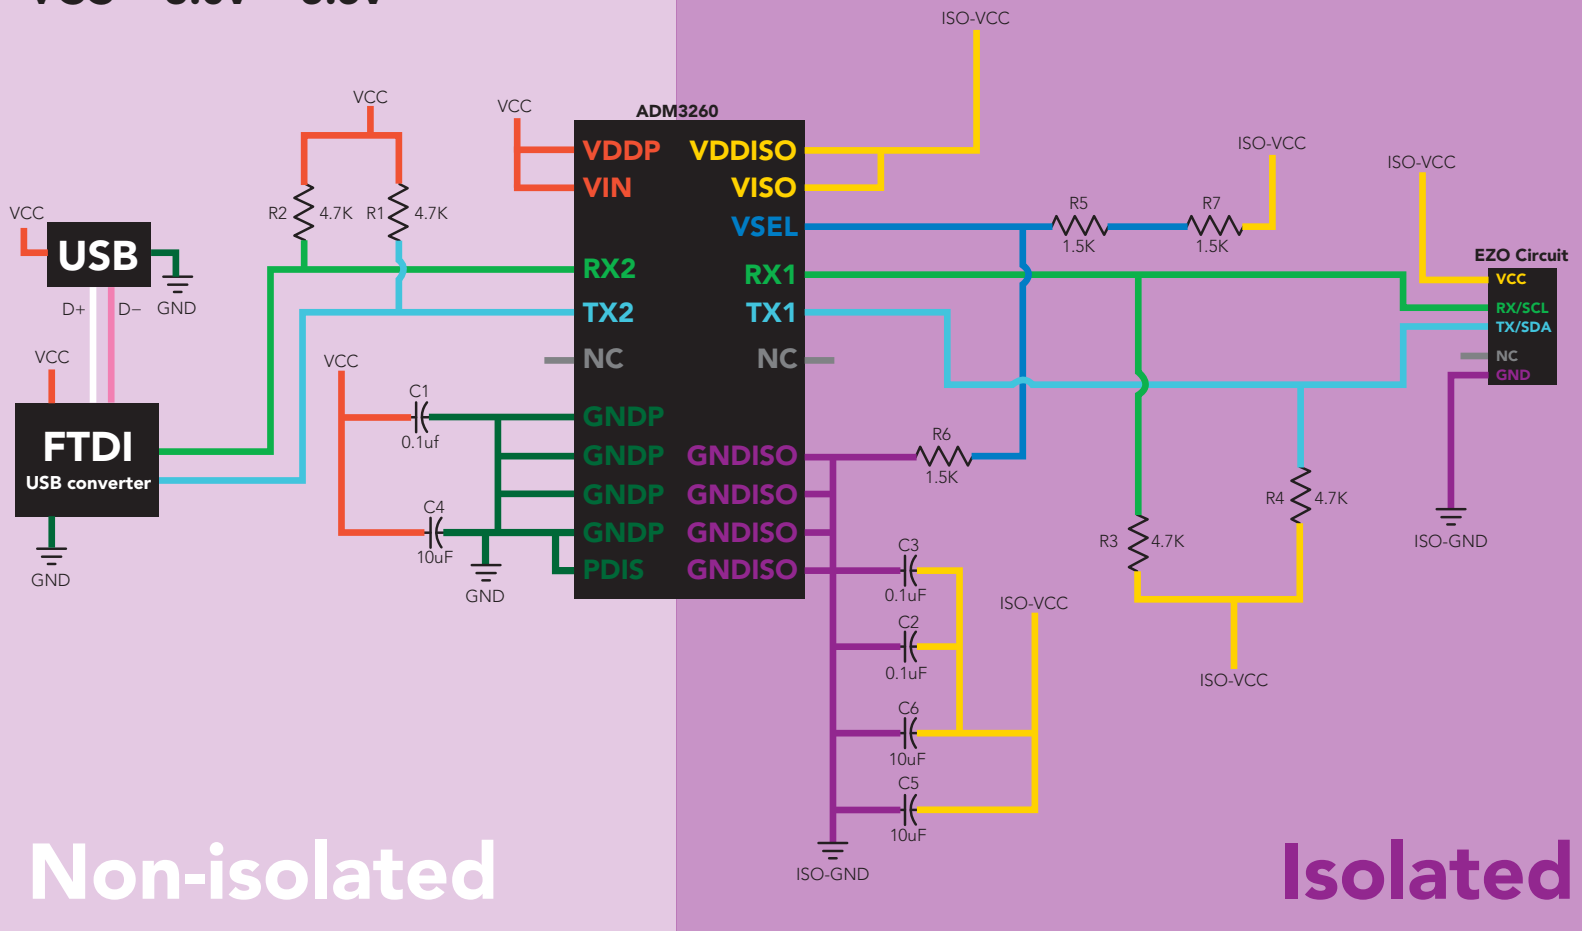 ISO-VCC
VCC
VCC
ADM3260
VDDP VDDISO
VIN VISO
VSEL
RX2 RX1
TX2 TX1
NC NC
GNDP
GNDP GNDISO
GNDP GNDISO
GNDP GNDISO
PDIS GNDISO
R2 4.7K R1 4.7K
VCC
USB
D+ D− GND
VCC
FTDI
USB converter
GND
VCC
C1
0.1uf
C4
10uF
GND
ISO-VCC
R5 R7
1.5K 1.5K
ISO-VCC
EZO Circuit
VCC
RX/SCL
TX/SDA
NC
GND
ISO-GND
R6
1.5K
R4 4.7K
R3 4.7K
ISO-VCC
C3
0.1uF
ISO-VCC
C2
0.1uF
C6
10uF
C5
10uF
ISO-GND
Non-isolated
Isolated